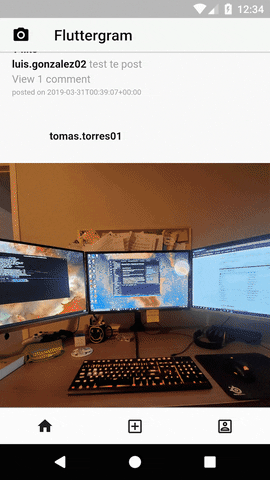 12:34
Fluttergram
luis.gonzalez02 test te post
View 1 comment
posted on 2019-03-31T00:39:07+00:00
tomas.torres01